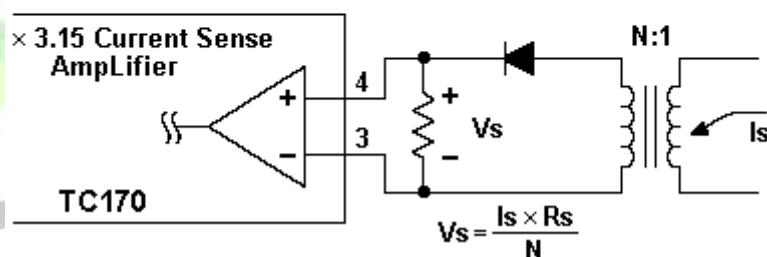 × 3.15 Current Sense
AmpLifier
N:1
4
+
+
Vs
Is
3
−
−
TC170
Vs = Is × Rs
N